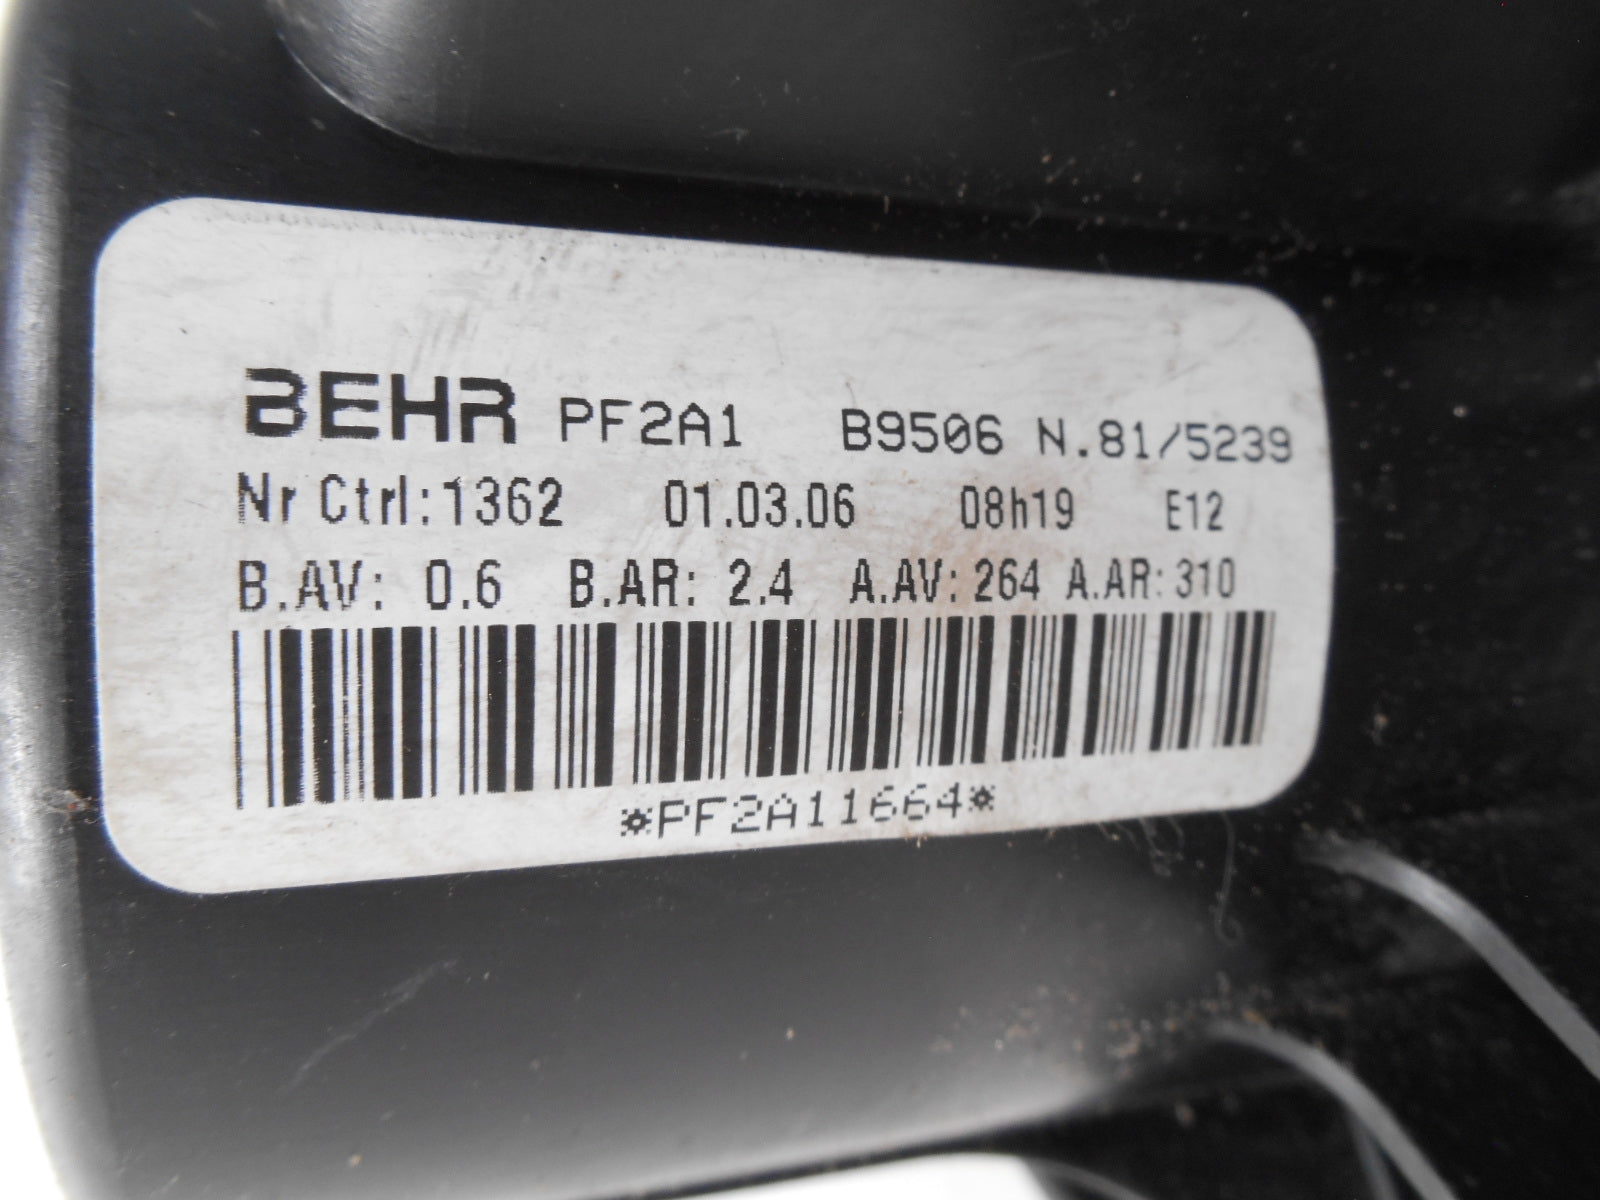 BEHR PF2A1 B9506 N.81/5239
Nr Ctrl:1362 01.03.06 08h19 E12
B.AV: 0.6 B.AR: 2.4 A.AV:264 A.AR:310
*PF2A11664*